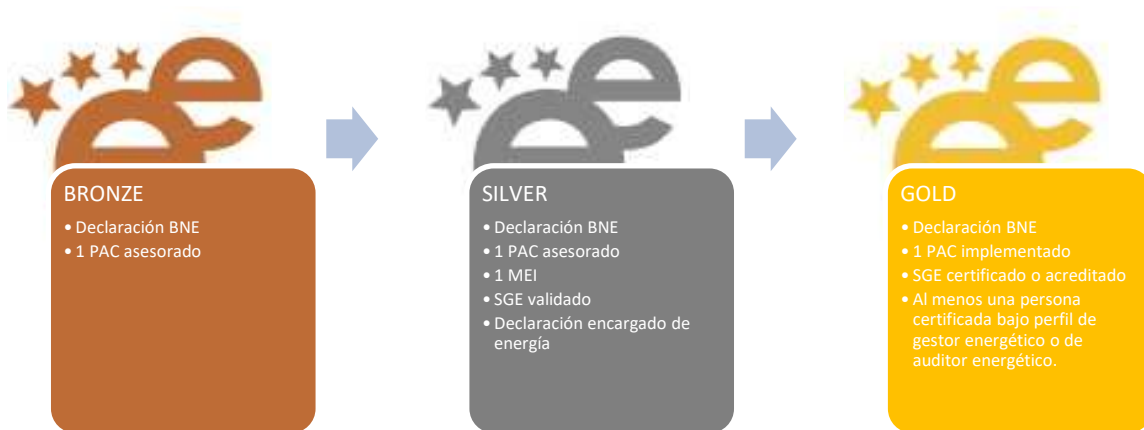 BRONZE
• Declaración BNE
• 1 PAC asesorado
SILVER
• Declaración BNE
• 1 PAC asesorado
• 1 MEI
• SGE validado
• Declaración encargado de
energía
GOLD
• Declaración BNE
• 1 PAC implementado
• SGE certificado o acreditado
• Al menos una persona
certificada bajo perfil de
gestor energético o de
auditor energético.